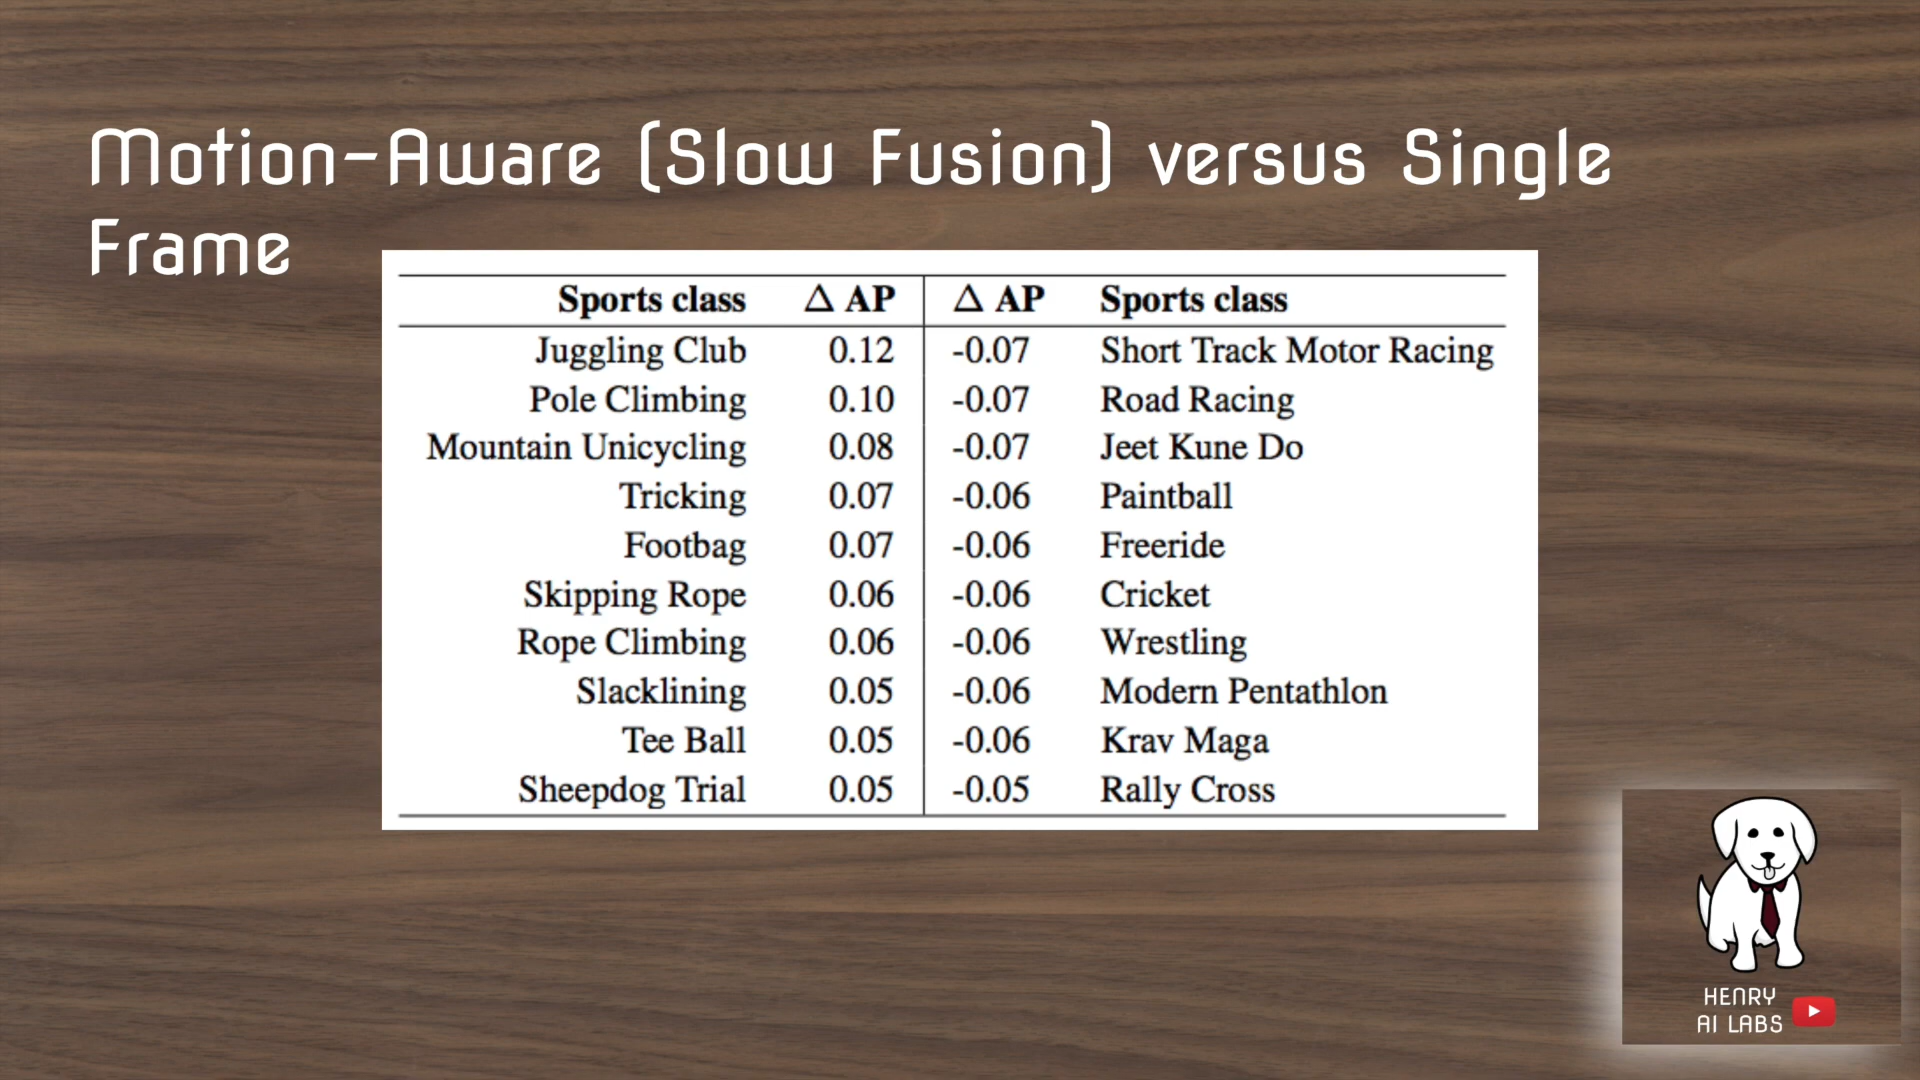 Motion-Aware (Slow Fusion) versus Single
Frame
Sports class Δ AP Δ AP Sports class
Juggling Club 0.12 -0.07 Short Track Motor Racing
Pole Climbing 0.10 -0.07 Road Racing
Mountain Unicycling 0.08 -0.07 Jeet Kune Do
Tricking 0.07 -0.06 Paintball
Footbag 0.07 -0.06 Freeride
Skipping Rope 0.06 -0.06 Cricket
Rope Climbing 0.06 -0.06 Wrestling
Slacklining 0.05 -0.06 Modern Pentathlon
Tee Ball 0.05 -0.06 Krav Maga
Sheepdog Trial 0.05 -0.05 Rally Cross
HENRY
AI LABS